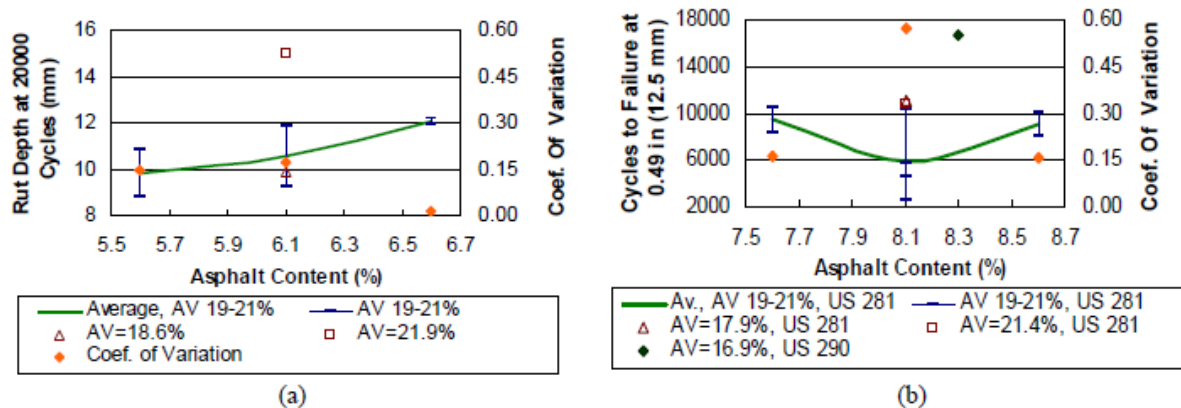 Rut Depth at 20000
Cycles (mm)
16
14
12
10
8
0.60
0.45
0.30
0.15
0.00
Coef. Of Variation
5.5 5.7 5.9 6.1 6.3 6.5 6.7
Asphalt Content (%)
Average, AV 19-21% AV 19-21%
AV=18.6% AV=21.9%
Coef. of Variation
(a)
Cycles to Failure at
0.49 in (12.5 mm)
18000
14000
10000
6000
2000
0.60
0.45
0.30
0.15
0.00
Coef. Of Variation
7.5 7.7 7.9 8.1 8.3 8.5 8.7
Asphalt Content (%)
Av., AV 19-21%, US 281 AV 19-21%, US 281
AV=17.9%, US 281 AV=21.4%, US 281
AV=16.9%, US 290
(b)